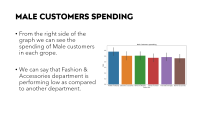 MALE CUSTOMERS SPENDING
• From the right side of the
graph we can see the
spending of Male customers
in each grope.
• We can say that Fashion &
Accessories department is
performing low as compared
to another department.